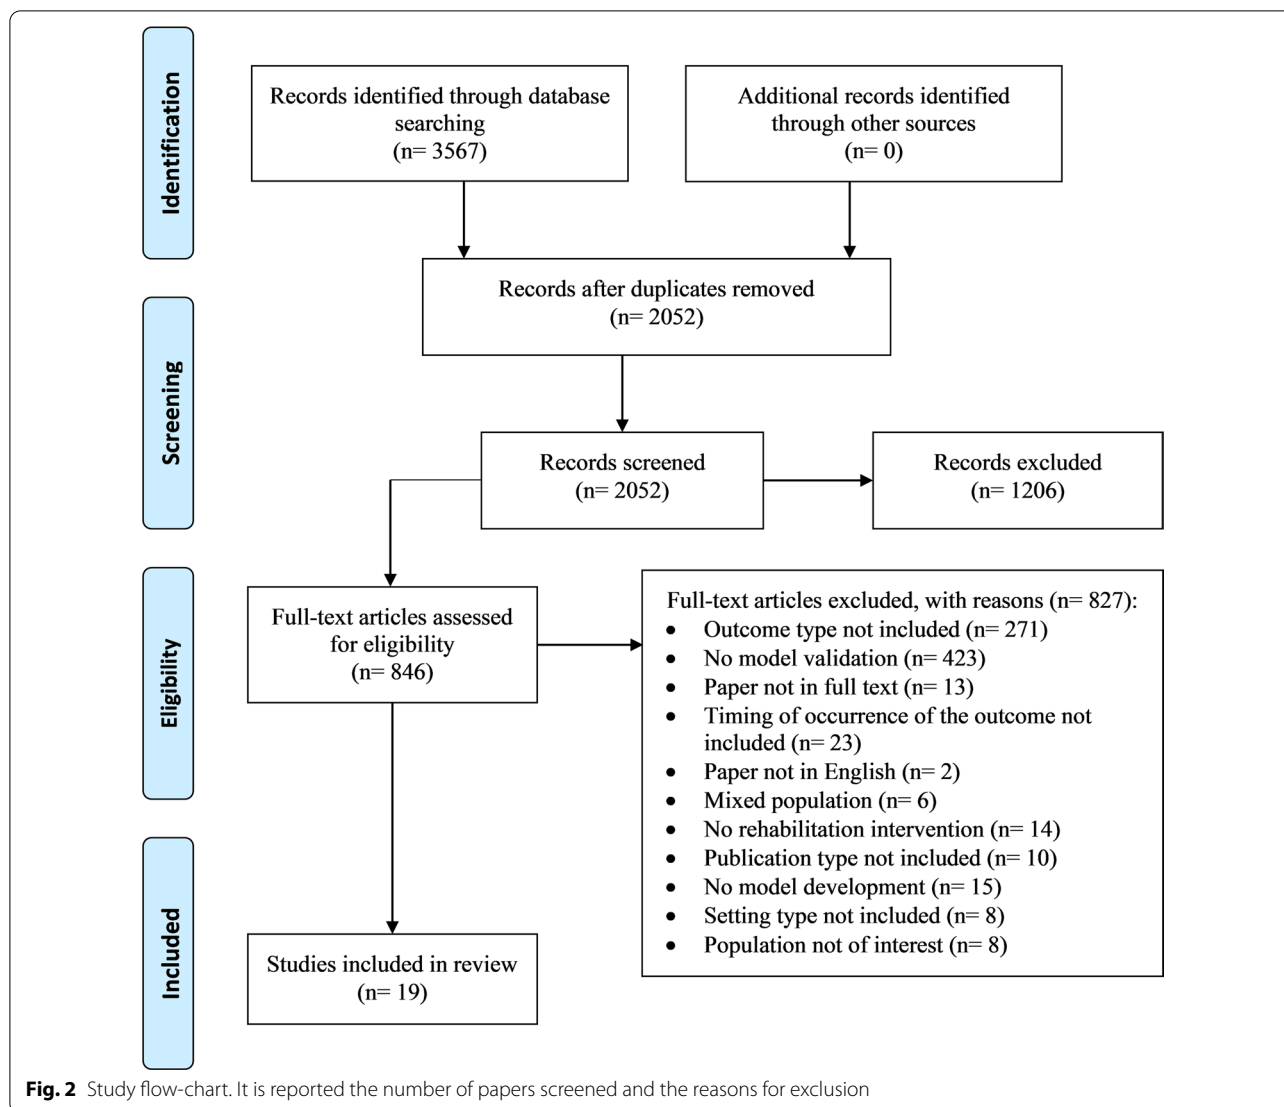 Identification
Records identified through database
searching
(n= 3567)
Additional records identified
through other sources
(n= 0)
Records after duplicates removed
(n= 2052)
Screening
Records screened
(n= 2052)
Records excluded
(n= 1206)
Eligibility
Full-text articles assessed
for eligibility
(n= 846)
Full-text articles excluded, with reasons (n= 827):
• Outcome type not included (n= 271)
• No model validation (n= 423)
• Paper not in full text (n= 13)
• Timing of occurrence of the outcome not
included (n= 23)
• Paper not in English (n= 2)
• Mixed population (n= 6)
• No rehabilitation intervention (n= 14)
• Publication type not included (n= 10)
• No model development (n= 15)
• Setting type not included (n= 8)
• Population not of interest (n= 8)
Included
Studies included in review
(n= 19)
Fig. 2 Study flow-chart. It is reported the number of papers screened and the reasons for exclusion